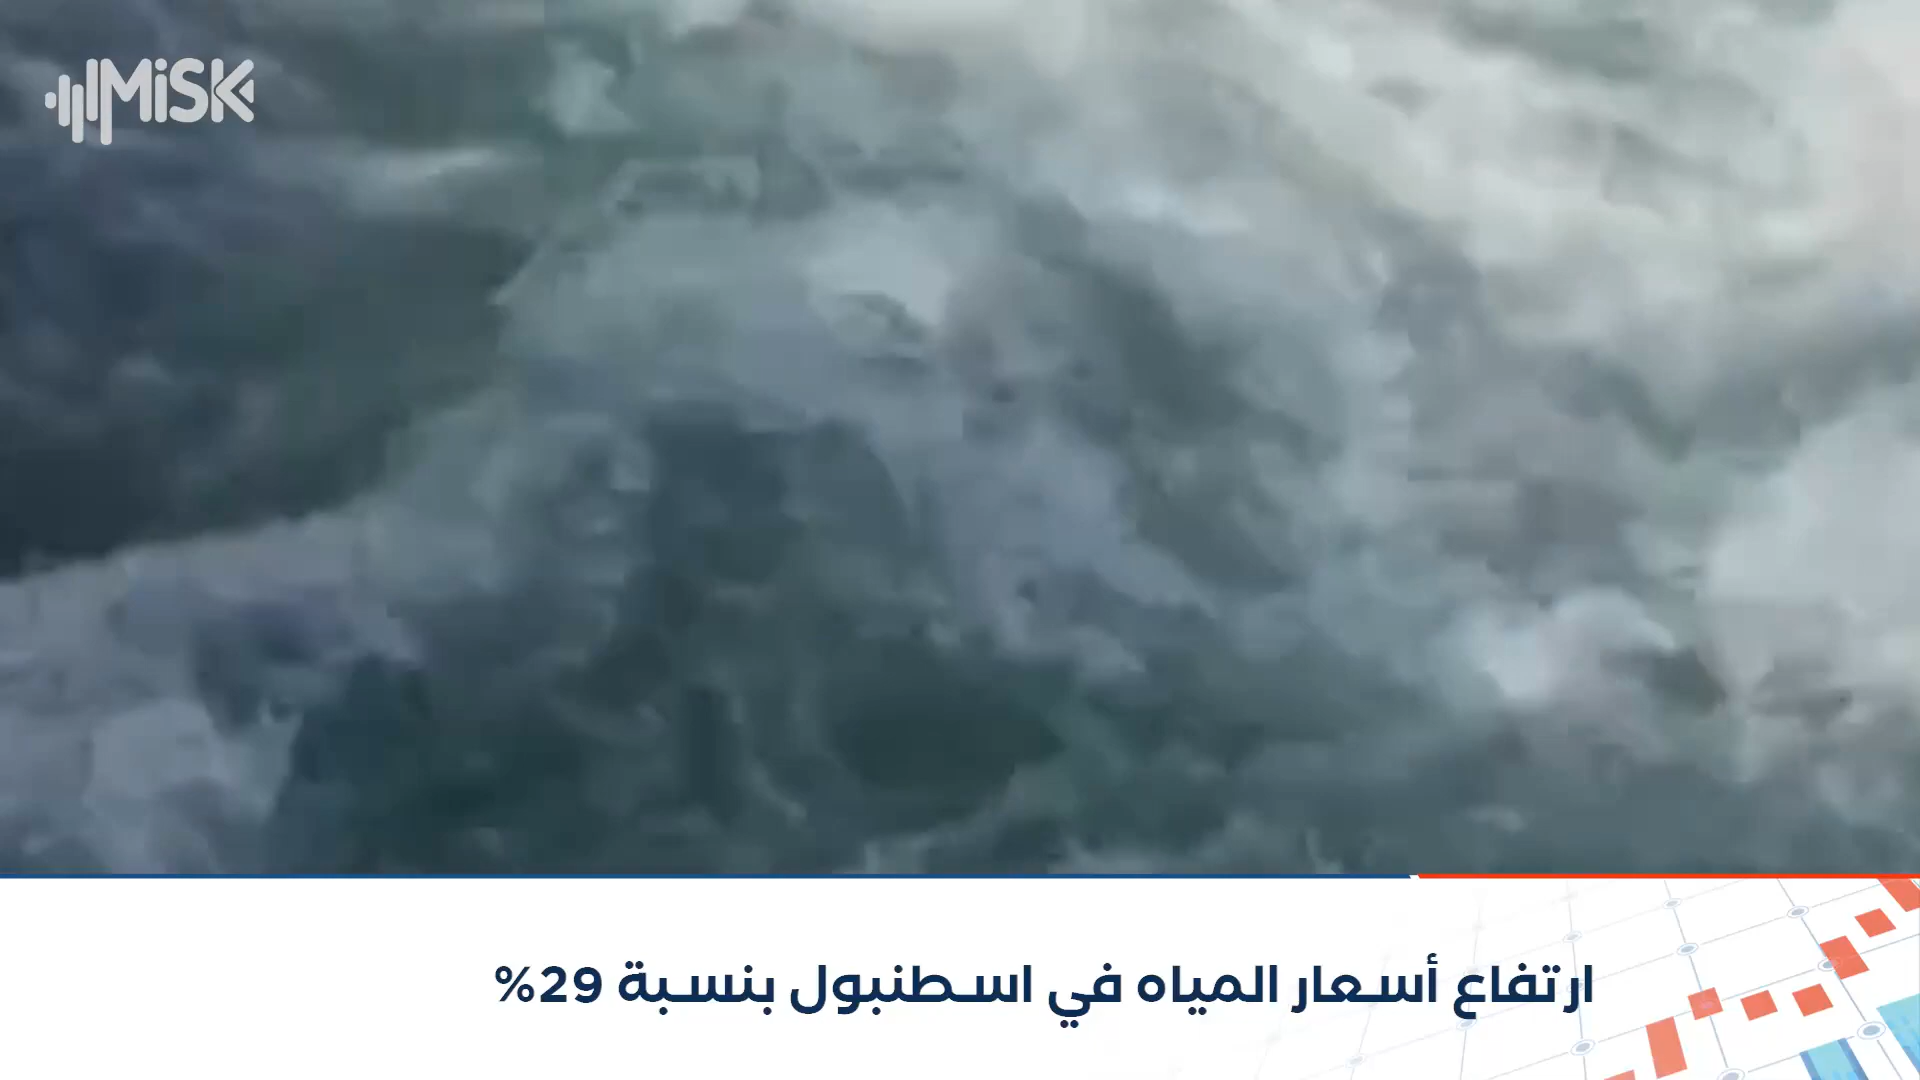 MiSK
ارتفاع أسعار المياه في اسطنبول بنسبة 29%